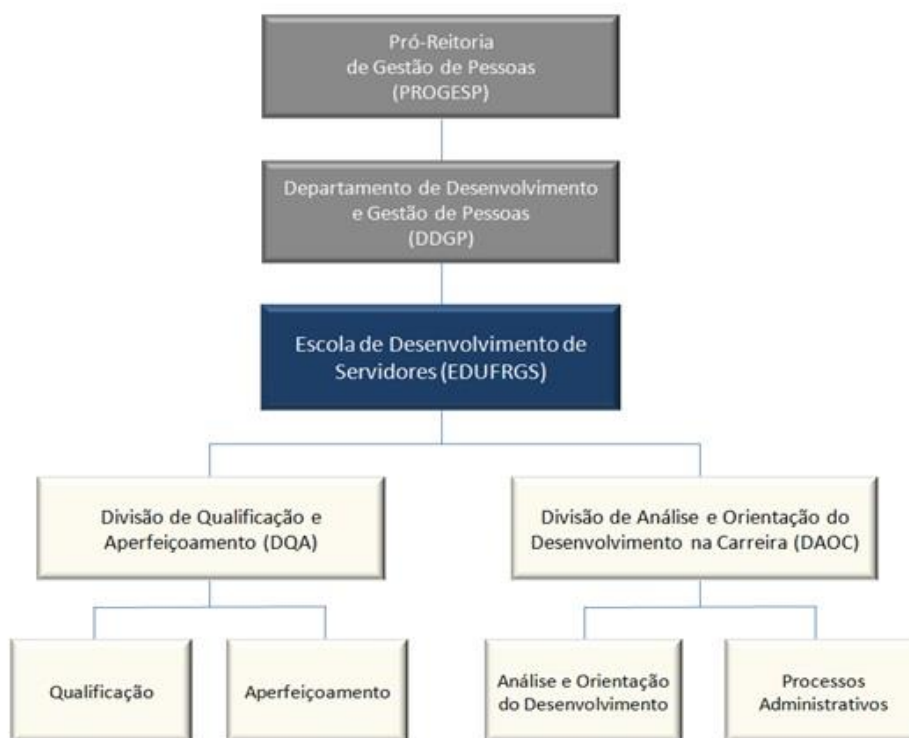 Pró-Reitoria
de Gestão de Pessoas
(PROGESP)
Departamento de Desenvolvimento
e Gestão de Pessoas
(DDGP)
Escola de Desenvolvimento de
Servidores (EDUFRGS)
Divisão de Qualificação e
Aperfeiçoamento (DQA)
Divisão de Análise e Orientação do
Desenvolvimento na Carreira (DAOC)
Qualificação
Aperfeiçoamento
Análise e Orientação
do Desenvolvimento
Processos
Administrativos